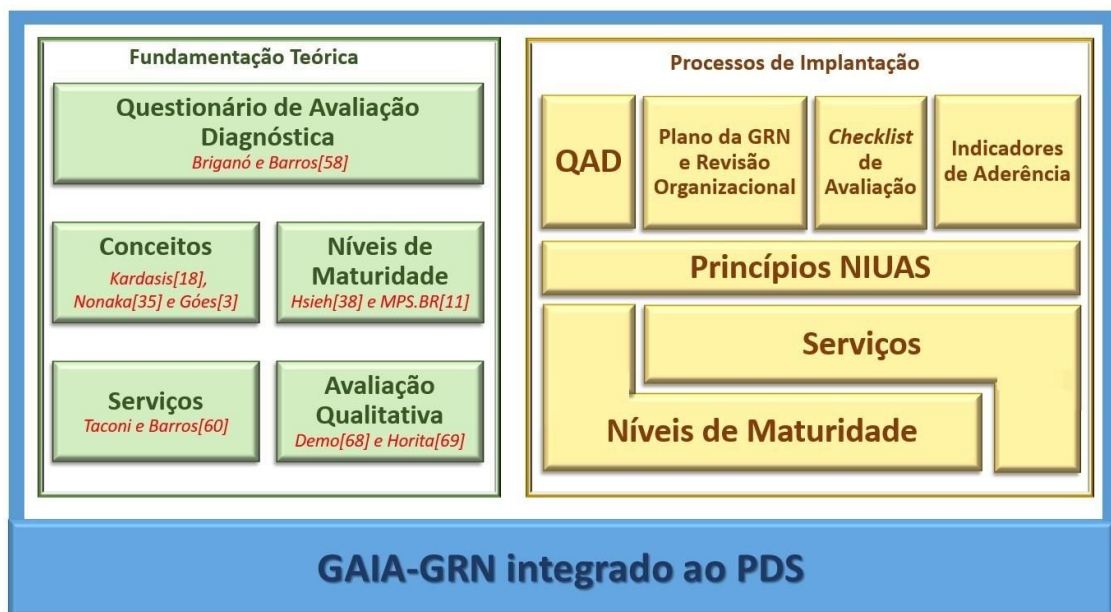 Fundamentação Teórica
Questionário de Avaliação
Diagnóstica
Briganó e Barros[58]
Conceitos
Kardasis[18],
Nonaka[35] e Góes[3]
Níveis de
Maturidade
Hsieh[38] e MPS.BR[11]
Serviços
Taconi e Barros[60]
Avaliação
Qualitativa
Demo[68] e Horita[69]
Processos de Implantação
QAD
Plano da GRN
e Revisão
Organizacional
Checklist
de
Avaliação
Indicadores
de Aderência
Princípios NIUAS
Serviços
Níveis de Maturidade
GAIA-GRN integrado ao PDS